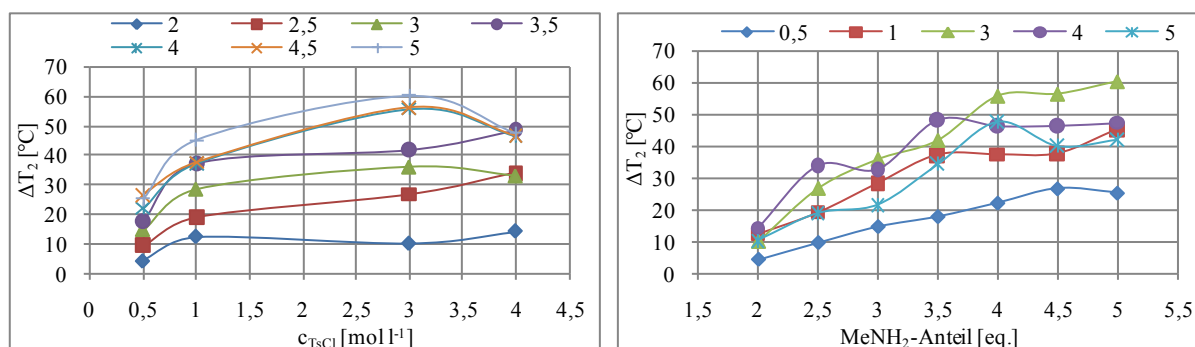 2 2,5 3 3,5
4 4,5 5
ΔT₂ [°C]
70
60
50
40
30
20
10
0
0 0,5 1 1,5 2 2,5 3 3,5 4 4,5
c_TsCl [mol l⁻¹]
0,5 1 3 4 5
ΔT₂ [°C]
70
60
50
40
30
20
10
0
1,5 2 2,5 3 3,5 4 4,5 5 5,5
MeNH₂-Anteil [eq.]